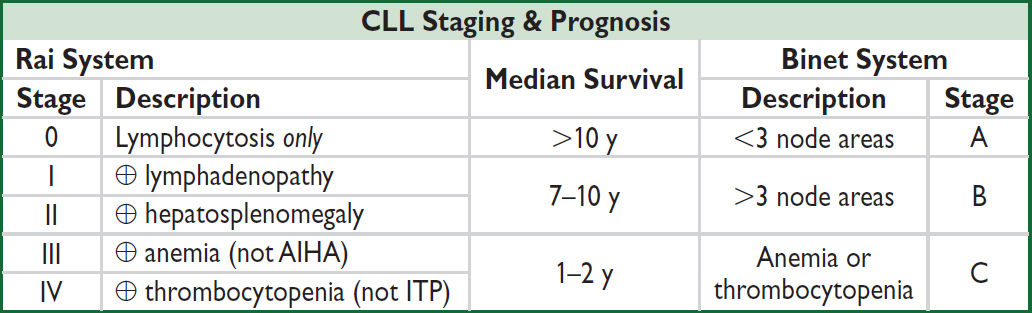 CLL Staging & Prognosis
Rai System
Median Survival
Binet System
Stage
Description
Description
Stage
0
Lymphocytosis only
>10 y
<3 node areas
A
I
⊕ lymphadenopathy
7–10 y
>3 node areas
B
II
⊕ hepatosplenomegaly
III
⊕ anemia (not AIHA)
1–2 y
Anemia or
thrombocytopenia
C
IV
⊕ thrombocytopenia (not ITP)